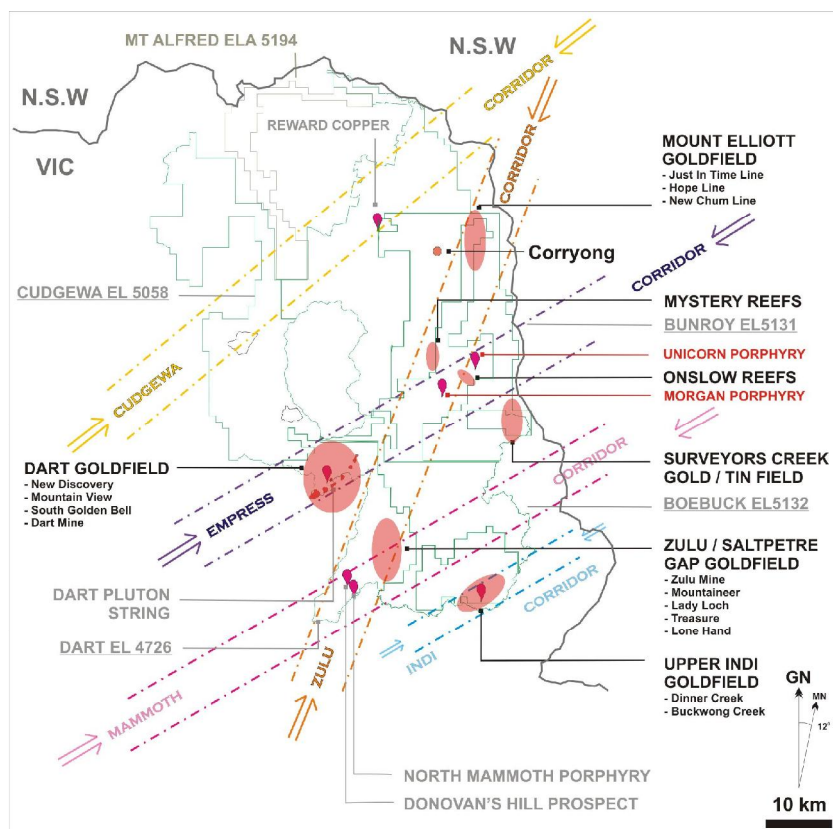 MT ALFRED ELA 5194
N.S.W
N.S.W
VIC
CORRIDOR
REWARD COPPER
CORRIDOR
MOUNT ELLIOTT
GOLDFIELD
- Just In Time Line
- Hope Line
- New Chum Line
Corryong
CORRIDOR
CUDGEWA EL 5058
MYSTERY REEFS
BUNROY EL5131
UNICORN PORPHYRY
ONSLOW REEFS
MORGAN PORPHYRY
CUDGEWA
DART GOLDFIELD
- New Discovery
- Mountain View
- South Golden Bell
- Dart Mine
CORRIDOR
SURVEYORS CREEK
GOLD / TIN FIELD
BOEBUCK EL5132
EMPRESS
ZULU / SALTPETRE
GAP GOLDFIELD
- Zulu Mine
- Mountaineer
- Lady Loch
- Treasure
- Lone Hand
DART PLUTON
STRING
CORRIDOR
DART EL 4726
INDI
ZULU
MAMMOTH
UPPER INDI
GOLDFIELD
- Dinner Creek
- Buckwong Creek
GN
MN
12°
NORTH MAMMOTH PORPHYRY
DONOVAN'S HILL PROSPECT
10 km